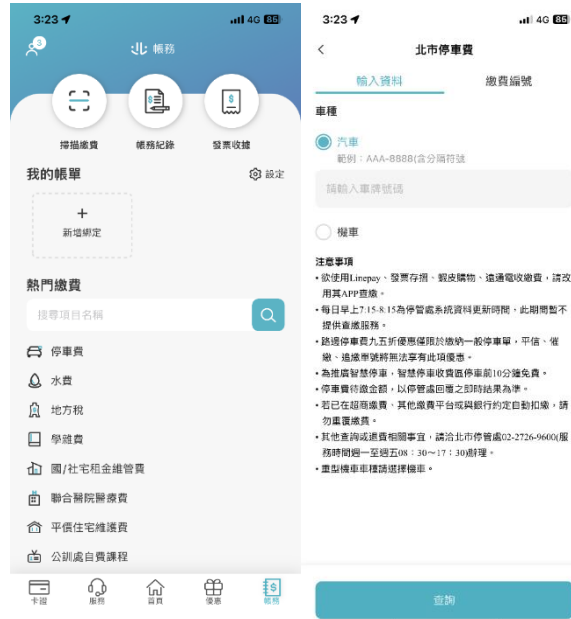 3:23
4G 86
3
帳務
掃描繳費
帳務紀錄
發票收據
我的帳單
設定
+
新增綁定
熱門繳費
搜尋項目名稱
停車費
水費
地方稅
學雜費
國/社宅租金維管費
聯合醫院醫療費
平價住宅維護費
公訓處自費課程
卡證
服務
首頁
優惠
帳務
3:23
4G 86
北市停車費
輸入資料
繳費編號
車種
汽車
範例：AAA-8888(含分隔符號
請輸入車牌號碼
機車
注意事項
• 欲使用Linepay、發票存摺、蝦皮購物、遠通電收繳費，請改
用其APP查繳。
• 每日早上7:15-8:15為停管處系統資料更新時間，此期間暫不
提供查繳服務。
• 路邊停車費九五折優惠僅限於繳納一般停車單，平信、催
繳、追繳單號將無法享有此項優惠。
• 為推廣智慧停車，智慧停車收費區停車前10分鐘免費。
• 停車費待繳金額，以停管處回覆之即時結果為準。
• 若已在超商繳費、其他繳費平台或與銀行約定自動扣繳，請
勿重覆繳費。
• 其他查詢或退費相關事宜，請洽北市停管處02-2726-9600(服
務時間週一至週五08：30～17：30)辦理。
• 重型機車車種請選擇機車。
查詢